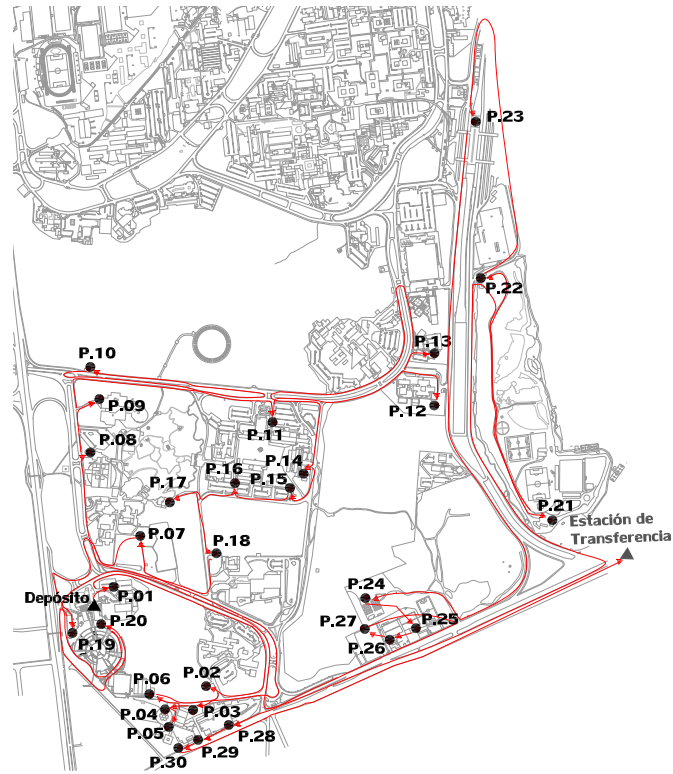 P.23
P.22
P.13
P.10
P.09
P.12
P.11
P.08
P.16
P.14
P.15
P.17
P.21
Estación de
Transferencia
P.07
P.18
P.24
Depósito
P.01
P.20
P.19
P.27
P.25
P.26
P.06
P.02
P.04
P.03
P.05
P.28
P.29
P.30